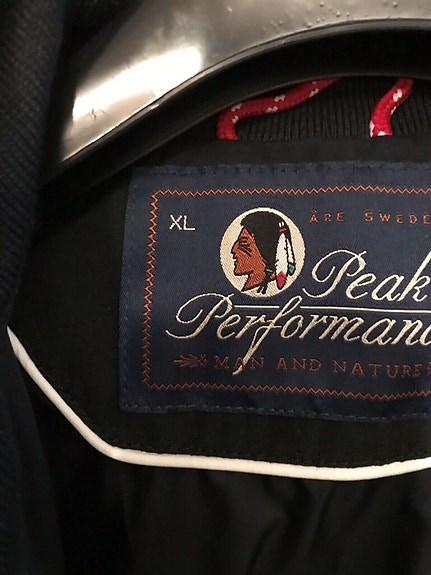 XL
ÅRE SWEDE
Peak
Performanc
MAN AND NATURE